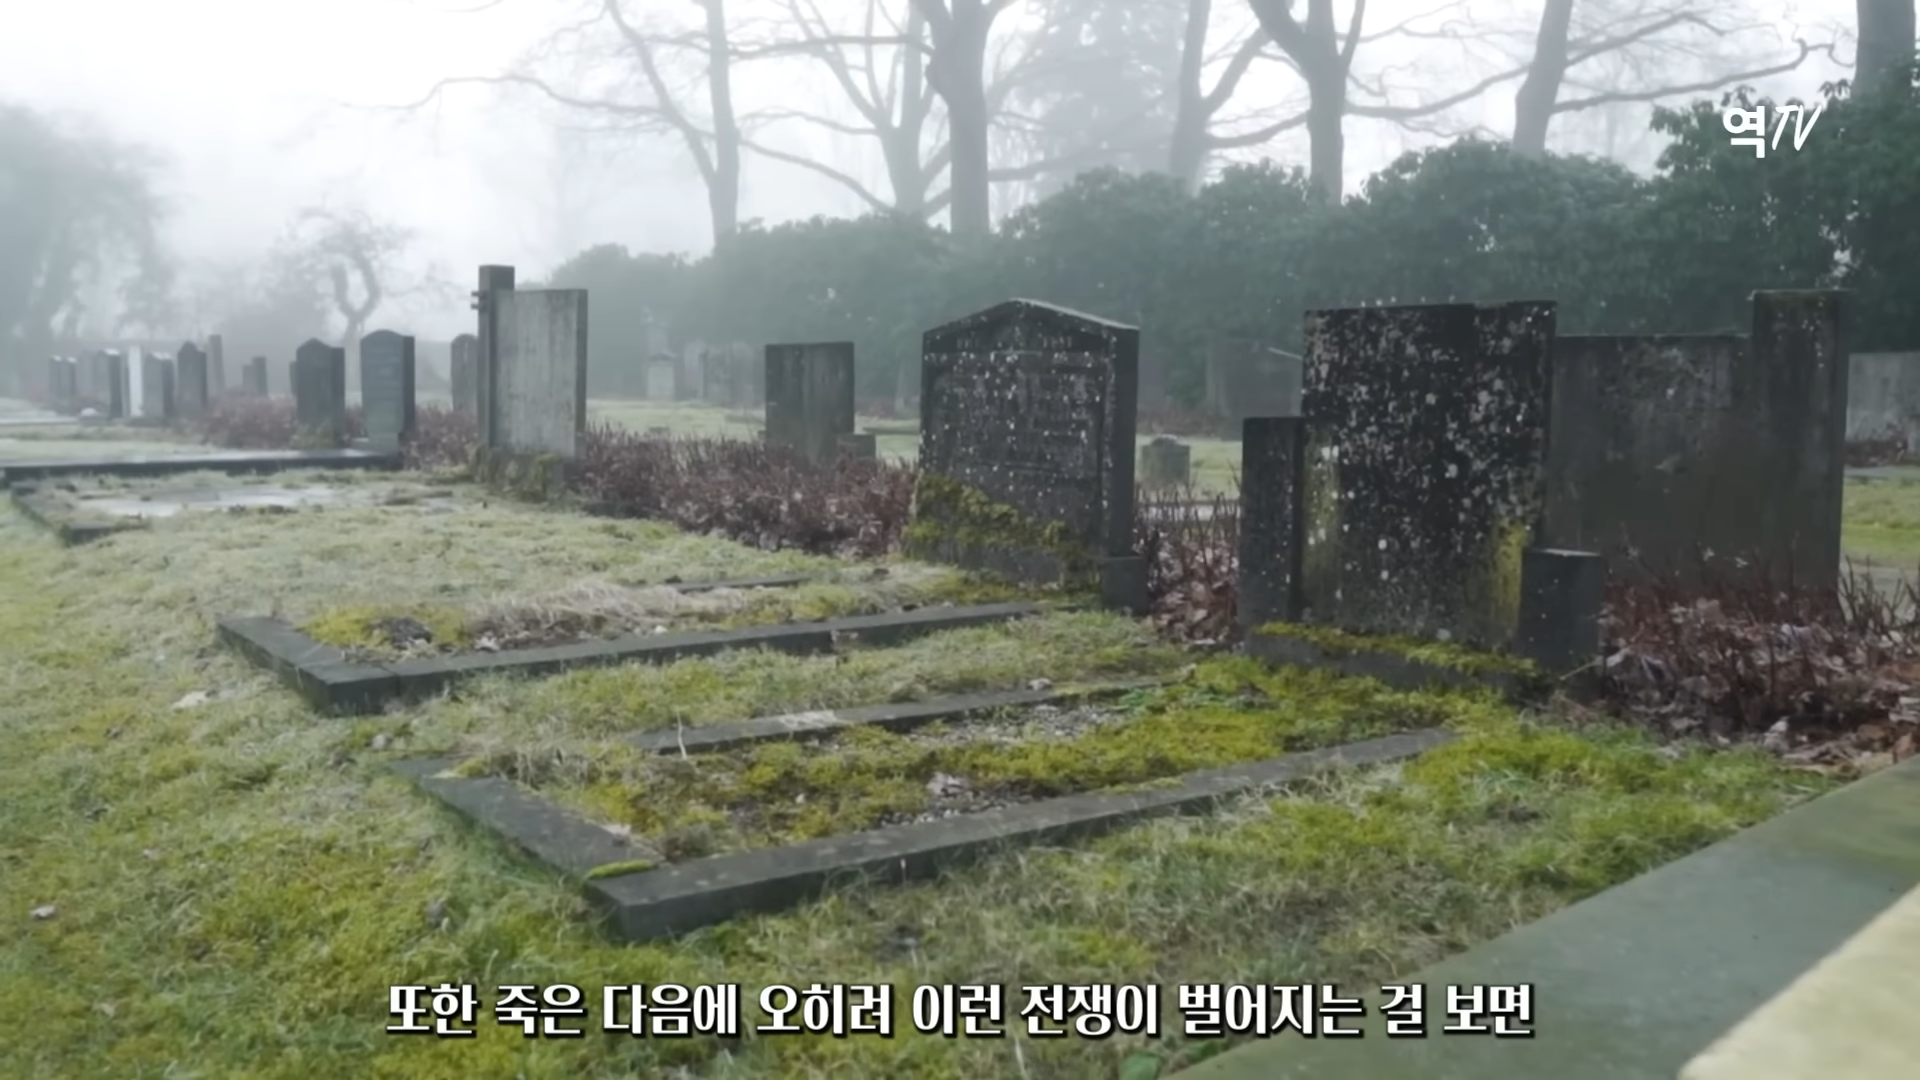 역TV
또한 죽은 다음에 오히려 이런 전쟁이 벌어지는 걸 보면